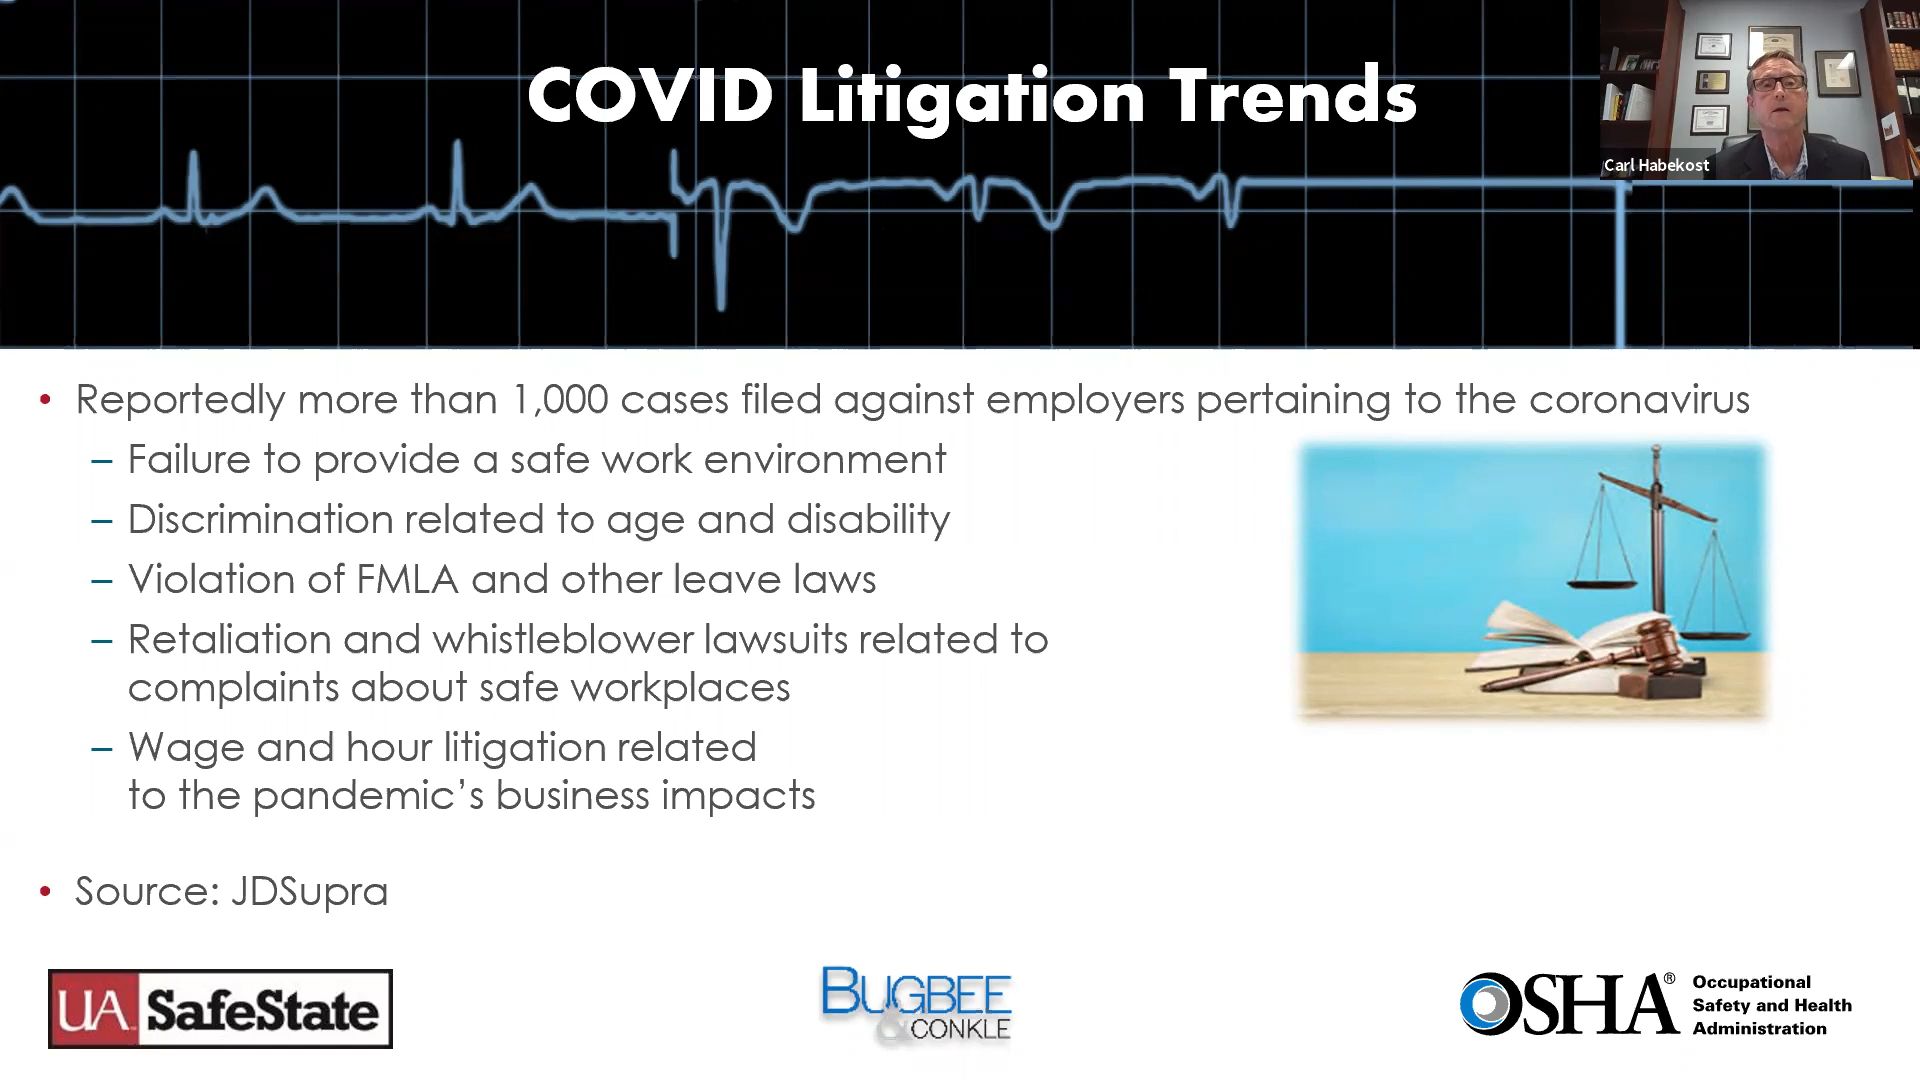 COVID Litigation Trends
Carl Habekost
• Reportedly more than 1,000 cases filed against employers pertaining to the coronavirus
– Failure to provide a safe work environment
– Discrimination related to age and disability
– Violation of FMLA and other leave laws
– Retaliation and whistleblower lawsuits related to
complaints about safe workplaces
– Wage and hour litigation related
to the pandemic’s business impacts
• Source: JDSupra
UA SafeState
BUGBEE
& CONKLE
OSHA®
Occupational
Safety and Health
Administration